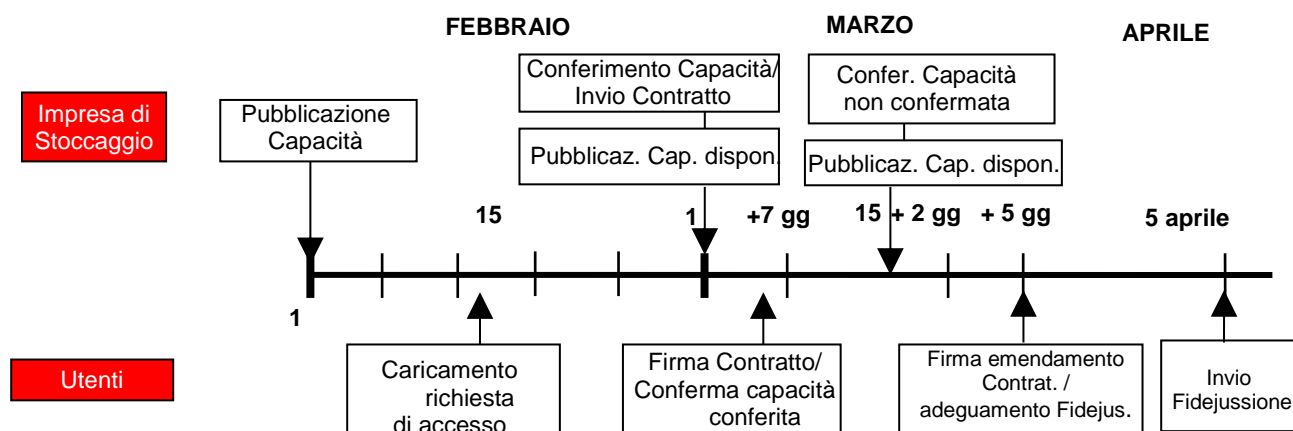 FEBBRAIO
MARZO
APRILE
Impresa di
Stoccaggio
Pubblicazione
Capacità
Conferimento Capacità/
Invio Contratto
Pubblicaz. Cap. dispon.
Confer. Capacità
non confermata
Pubblicaz. Cap. dispon.
15
1
+7 gg
15 + 2 gg
+ 5 gg
5 aprile
1
Utenti
Caricamento
richiesta
di accesso
Firma Contratto/
Conferma capacità
conferita
Firma emendamento
Contrat. /
adeguamento Fidejus.
Invio
Fidejussione